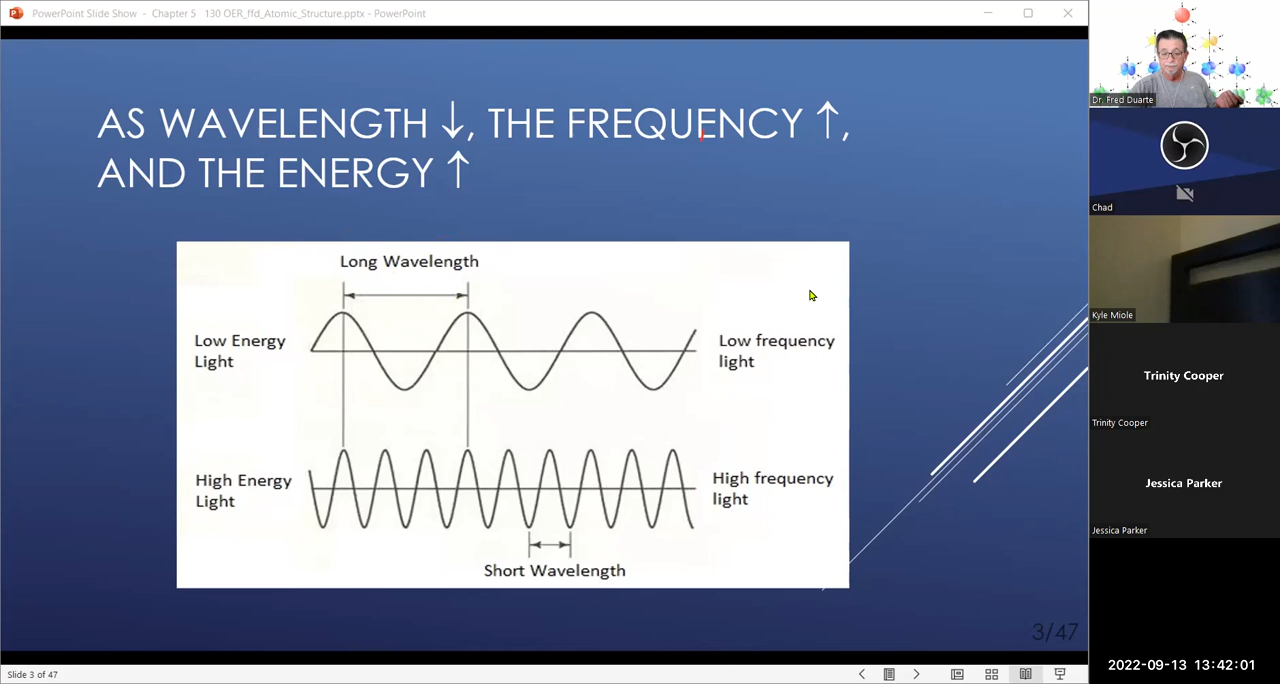 PowerPoint Slide Show - Chapter 5 130 OER_ffd_Atomic_Structure.pptx - PowerPoint
AS WAVELENGTH ↓, THE FREQUENCY ↑,
AND THE ENERGY ↑
Long Wavelength
Low Energy
Light
Low frequency
light
High Energy
Light
High frequency
light
Short Wavelength
3/47
Slide 3 of 47
Dr. Fred Duarte
Chad
Kyle Miole
Trinity Cooper
Trinity Cooper
Jessica Parker
Jessica Parker
2022-09-13 13:42:01